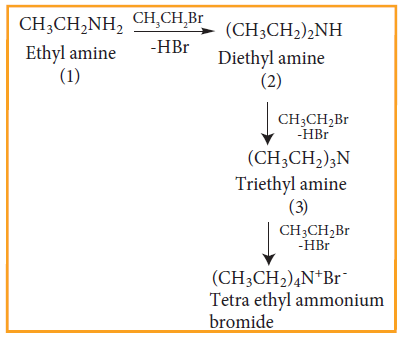 CH₃CH₂NH₂ CH₃CH₂Br (CH₃CH₂)₂NH
-HBr
Ethyl amine Diethyl amine
(1) (2)
CH₃CH₂Br
-HBr
(CH₃CH₂)₃N
Triethyl amine
(3)
CH₃CH₂Br
-HBr
(CH₃CH₂)₄N⁺Br⁻
Tetra ethyl ammonium
bromide